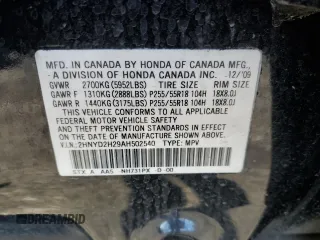 MFD. IN CANADA BY HONDA OF CANADA MFG.,
A DIVISION OF HONDA CANADA INC. 12/'09
GVWR 2700KG(5952LBS) TIRE SIZE RIM SIZE
GAWR F 1310KG(2888LBS)P255/55R18 104H 18X8.0J
GAWR R 1440KG(3175LBS)P255/55R18 104H 18X8.0J
THIS VEHICLE CONFORMS TO ALL APPLICABLE
FEDERAL MOTOR VEHICLE SAFETY AND THEFT
PREVENTION STANDARDS IN EFFECT ON THE
DATE OF MANUFACTURE SHOWN ABOVE.
V.I.N.:2HNYD2H29AH502540 TYPE: MPV
STX A AA5 NH731PX